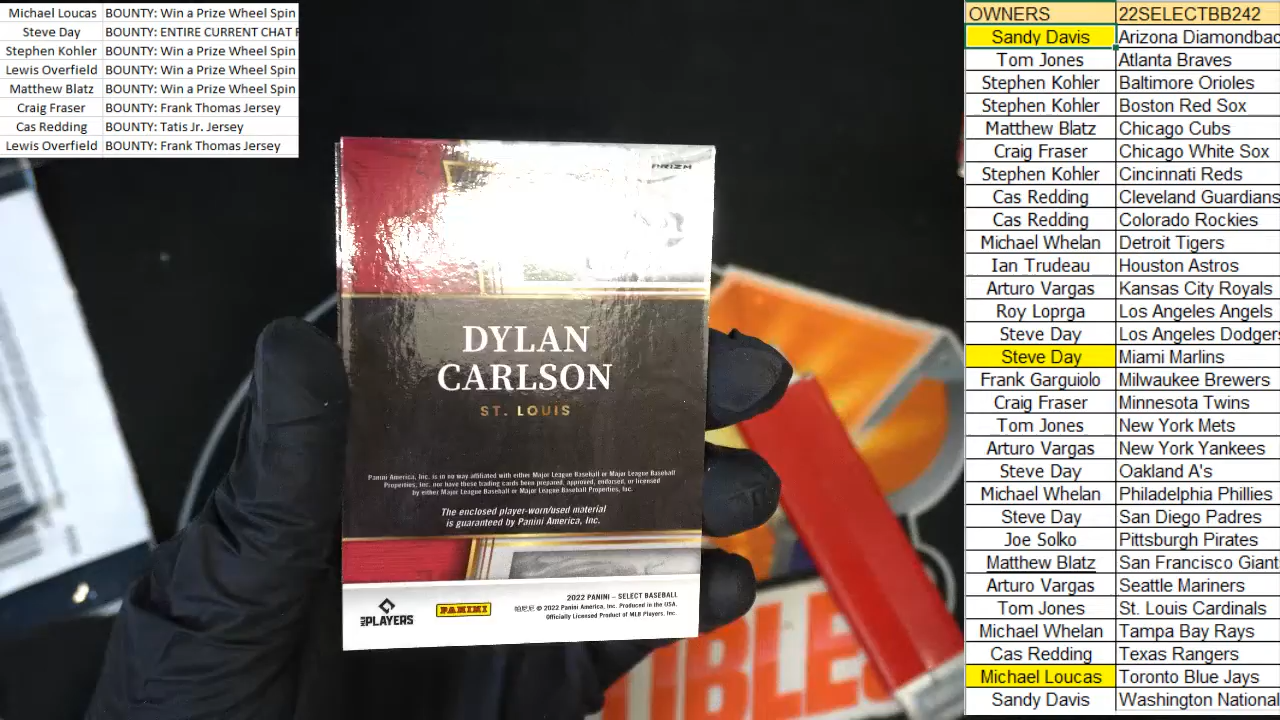 Michael Loucas BOUNTY: Win a Prize Wheel Spin
Steve Day BOUNTY: ENTIRE CURRENT CHAT
Stephen Kohler BOUNTY: Win a Prize Wheel Spin
Lewis Overfield BOUNTY: Win a Prize Wheel Spin
Matthew Blatz BOUNTY: Win a Prize Wheel Spin
Craig Fraser BOUNTY: Frank Thomas Jersey
Cas Redding BOUNTY: Tatis Jr. Jersey
Lewis Overfield BOUNTY: Frank Thomas Jersey
PRIZM
DYLAN
CARLSON
ST. LOUIS
Panini America, Inc. is in no way affiliated with either Major League Baseball or Major League Baseball
Properties, Inc. nor have these trading cards been prepared, approved, endorsed, or licensed
by either Major League Baseball or Major League Baseball Properties, Inc.
The enclosed player-worn/used material
is guaranteed by Panini America, Inc.
2022 PANINI – SELECT BASEBALL
帕尼尼 © 2022 Panini America, Inc. Produced in the USA.
Officially Licensed Product of MLB Players, Inc.
MLB PLAYERS
PANINI
IBLE
OWNERS 22SELECTBB242
Sandy Davis Arizona Diamondbac
Tom Jones Atlanta Braves
Stephen Kohler Baltimore Orioles
Stephen Kohler Boston Red Sox
Matthew Blatz Chicago Cubs
Craig Fraser Chicago White Sox
Stephen Kohler Cincinnati Reds
Cas Redding Cleveland Guardians
Cas Redding Colorado Rockies
Michael Whelan Detroit Tigers
Ian Trudeau Houston Astros
Arturo Vargas Kansas City Royals
Roy Loprga Los Angeles Angels
Steve Day Los Angeles Dodgers
Steve Day Miami Marlins
Frank Garguiolo Milwaukee Brewers
Craig Fraser Minnesota Twins
Tom Jones New York Mets
Arturo Vargas New York Yankees
Steve Day Oakland A's
Michael Whelan Philadelphia Phillies
Steve Day San Diego Padres
Joe Solko Pittsburgh Pirates
Matthew Blatz San Francisco Giant
Arturo Vargas Seattle Mariners
Tom Jones St. Louis Cardinals
Michael Whelan Tampa Bay Rays
Cas Redding Texas Rangers
Michael Loucas Toronto Blue Jays
Sandy Davis Washington Nationa